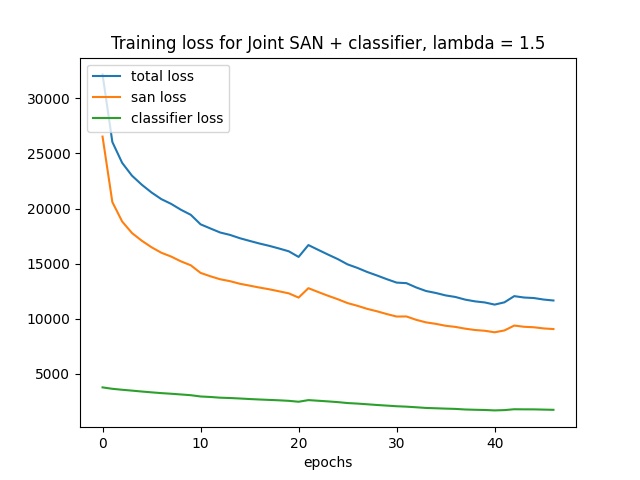 Training loss for Joint SAN + classifier, lambda = 1.5
total loss
san loss
classifier loss
30000
25000
20000
15000
10000
5000
0 10 20 30 40
epochs